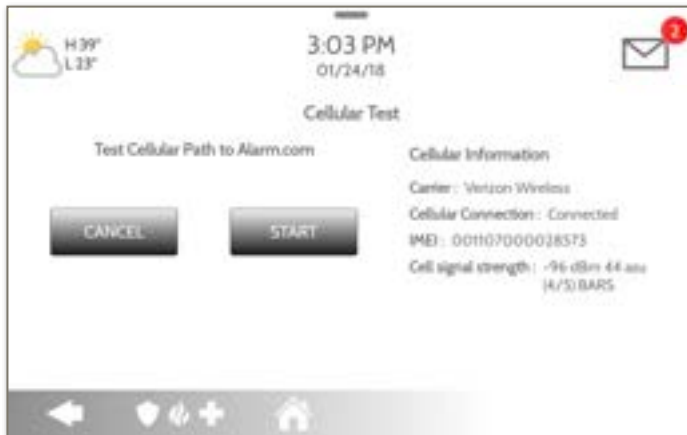 H 39°
L 23°
3:03 PM
01/24/18
2
Cellular Test
Test Cellular Path to Alarm.com
CANCEL
START
Cellular Information
Carrier : Verizon Wireless
Cellular Connection : Connected
IMEI : 001107000028573
Cell signal strength : -96 dBm 44 asu
(4/5) BARS